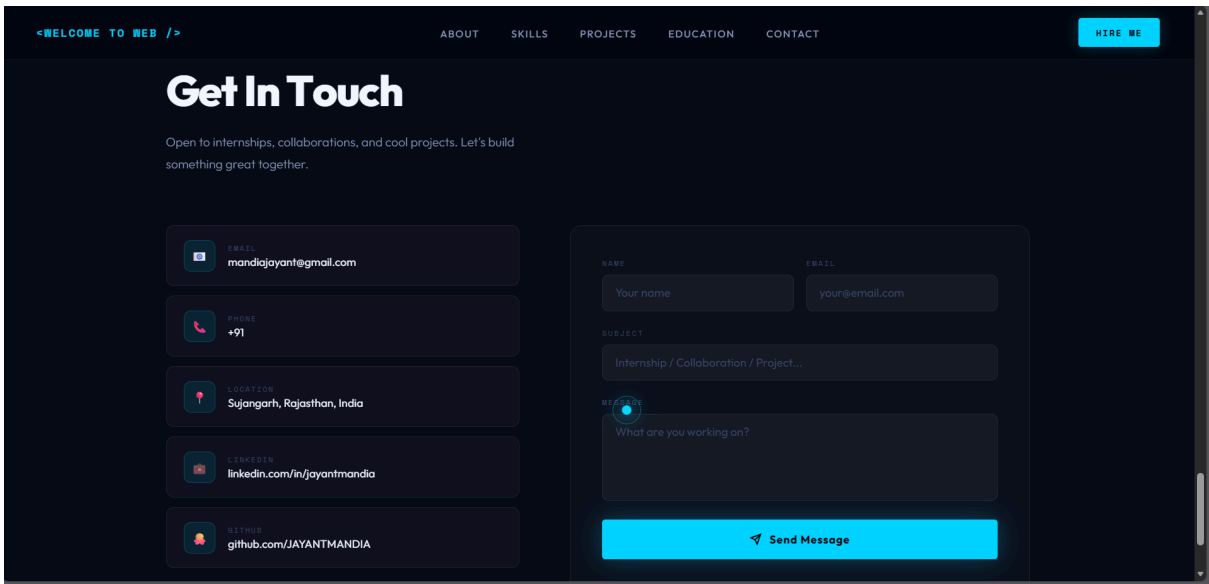 <WELCOME TO WEB />
ABOUT SKILLS PROJECTS EDUCATION CONTACT
HIRE ME
Get In Touch
Open to internships, collaborations, and cool projects. Let's build
something great together.
EMAIL
mandiajayant@gmail.com
PHONE
+91
LOCATION
Sujangarh, Rajasthan, India
LINKEDIN
linkedin.com/in/jayantmandia
GITHUB
github.com/JAYANTMANDIA
NAME
Your name
EMAIL
your@email.com
SUBJECT
Internship / Collaboration / Project...
MESSAGE
What are you working on?
Send Message